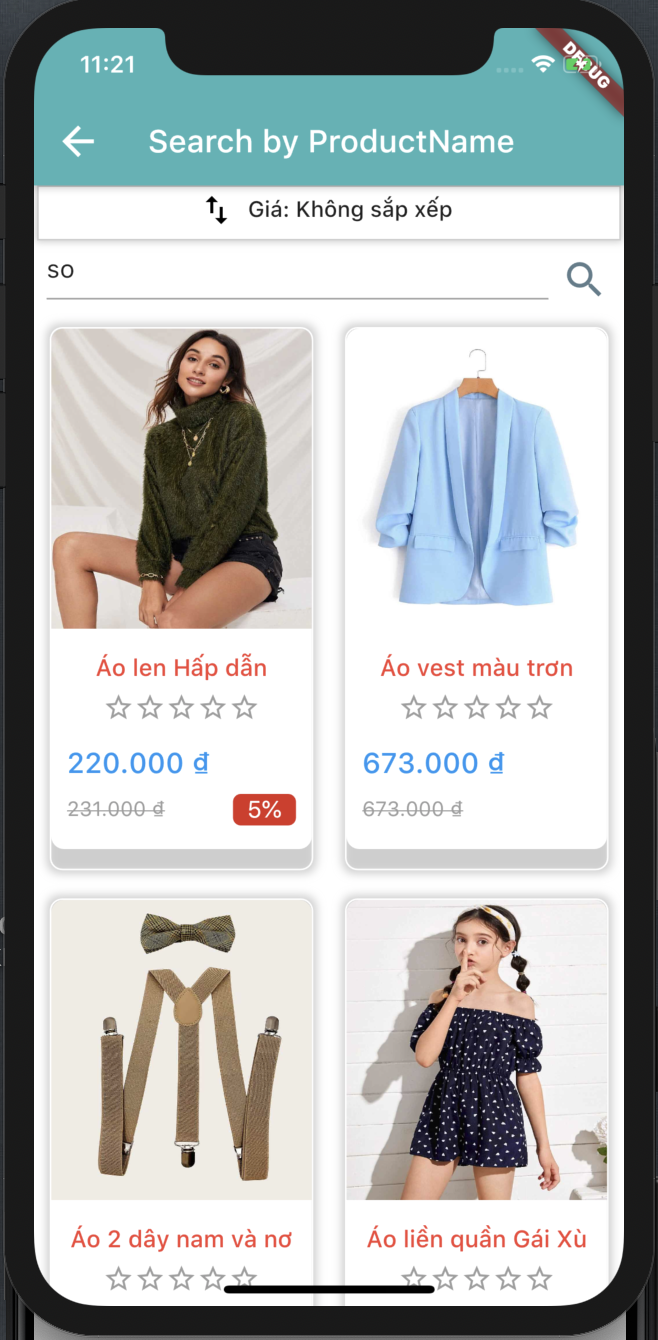 11:21
DEBUG
Search by ProductName
Giá: Không sắp xếp
so
Áo len Hấp dẫn
Áo vest màu trơn
220.000 ₫
673.000 ₫
231.000 ₫
5%
673.000 ₫
Áo 2 dây nam và nơ
Áo liền quần Gái Xù